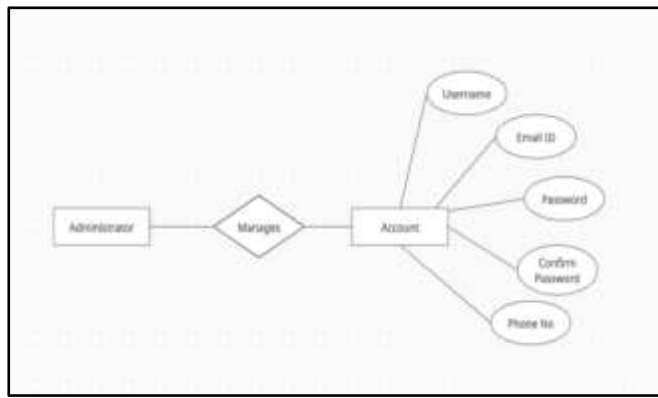 Username
Email ID
Password
Administrator
Manages
Account
Confirm
Password
Phone No